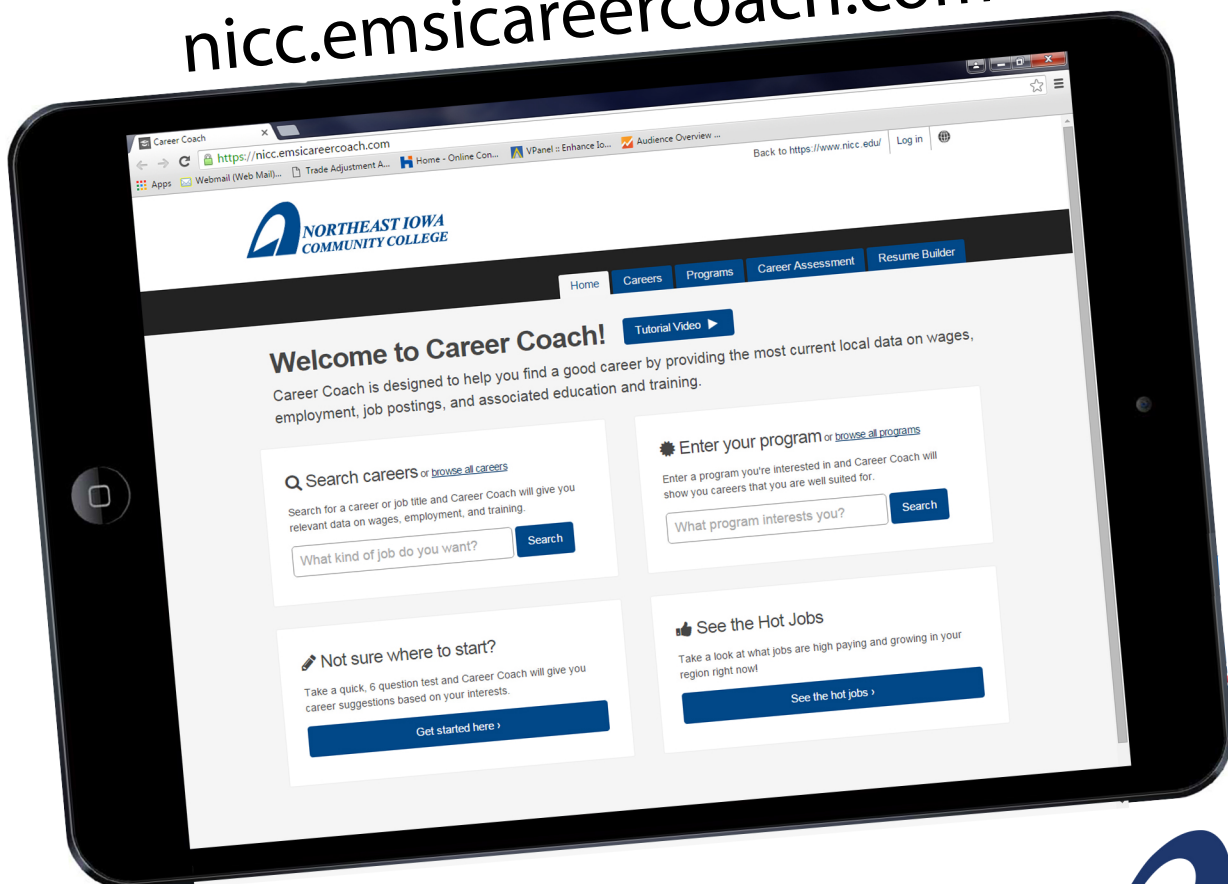 nicc.emsicareercoach.com
Career Coach
https://nicc.emsicareercoach.com
Apps Webmail (Web Mail)... Trade Adjustment A... Home - Online Con... VPanel :: Enhance Io... Audience Overview ...
Back to https://www.nicc.edu/ Log in
NORTHEAST IOWA
COMMUNITY COLLEGE
Home Careers Programs Career Assessment Resume Builder
Welcome to Career Coach! Tutorial Video
Career Coach is designed to help you find a good career by providing the most current local data on wages,
employment, job postings, and associated education and training.
Search careers or browse all careers
Search for a career or job title and Career Coach will give you
relevant data on wages, employment, and training.
What kind of job do you want? Search
Enter your program or browse all programs
Enter a program you're interested in and Career Coach will
show you careers that you are well suited for.
What program interests you? Search
Not sure where to start?
Take a quick, 6 question test and Career Coach will give you
career suggestions based on your interests.
Get started here ›
See the Hot Jobs
Take a look at what jobs are high paying and growing in your
region right now!
See the hot jobs ›